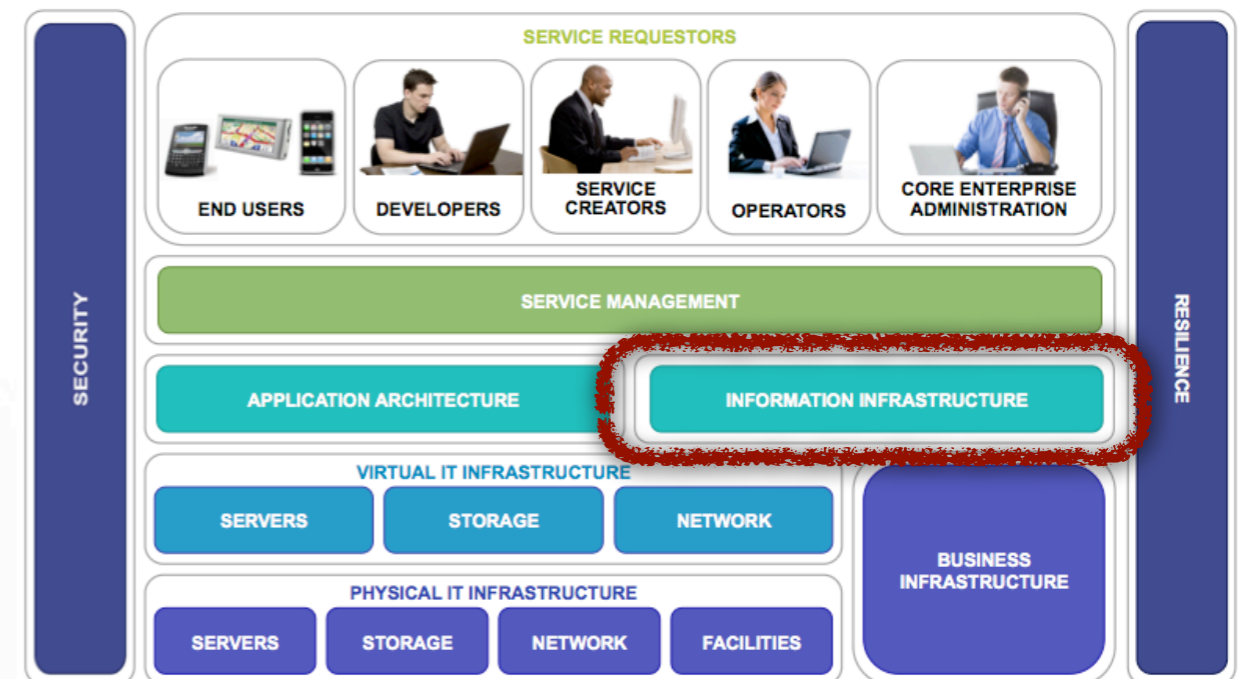 SECURITY
SERVICE REQUESTORS
END USERS
DEVELOPERS
SERVICE
CREATORS
OPERATORS
CORE ENTERPRISE
ADMINISTRATION
SERVICE MANAGEMENT
APPLICATION ARCHITECTURE
INFORMATION INFRASTRUCTURE
VIRTUAL IT INFRASTRUCTURE
SERVERS
STORAGE
NETWORK
BUSINESS
INFRASTRUCTURE
PHYSICAL IT INFRASTRUCTURE
SERVERS
STORAGE
NETWORK
FACILITIES
RESILIENCE